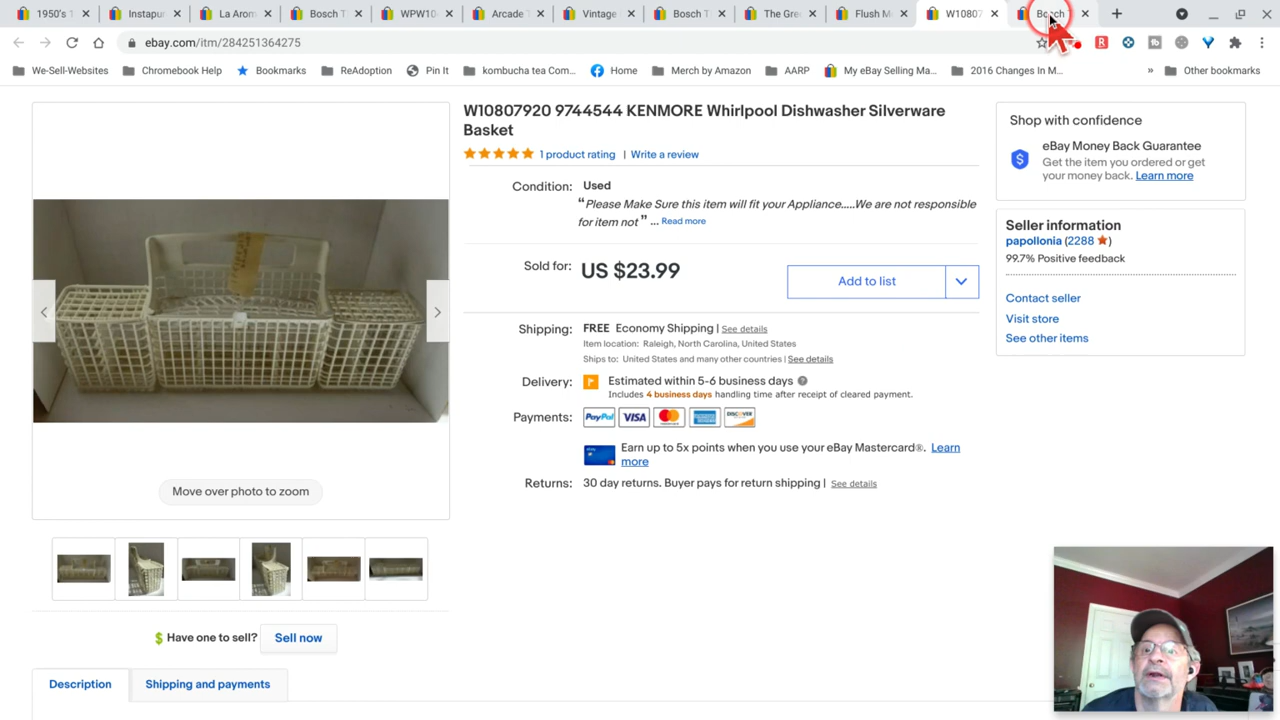 1950's
Instapur
La Arom
Bosch T
WPW10
Arcade T
Vintage
Bosch T
The Gre
Flush M
W10807
Bosch T
ebay.com/itm/284251364275
We-Sell-Websites
Chromebook Help
Bookmarks
ReAdoption
Pin It
kombucha tea Com...
Home
Merch by Amazon
AARP
My eBay Selling Ma...
2016 Changes In M...
»
Other bookmarks
W10807920 9744544 KENMORE Whirlpool Dishwasher Silverware
Basket
1 product rating | Write a review
Condition: Used
“Please Make Sure this item will fit your Appliance.....We are not responsible
for item not ” ... Read more
Sold for: US $23.99
Add to list
Shipping: FREE Economy Shipping | See details
Item location: Raleigh, North Carolina, United States
Ships to: United States and many other countries | See details
Delivery: Estimated within 5-6 business days
Includes 4 business days handling time after receipt of cleared payment.
Payments: PayPal VISA MasterCard AMERICAN EXPRESS DISCOVER
Earn up to 5x points when you use your eBay Mastercard®. Learn
more
Returns: 30 day returns. Buyer pays for return shipping | See details
Shop with confidence
eBay Money Back Guarantee
Get the item you ordered or get
your money back. Learn more
Seller information
papollonia (2288 ★)
99.7% Positive feedback
Contact seller
Visit store
See other items
Move over photo to zoom
Have one to sell? Sell now
Description
Shipping and payments